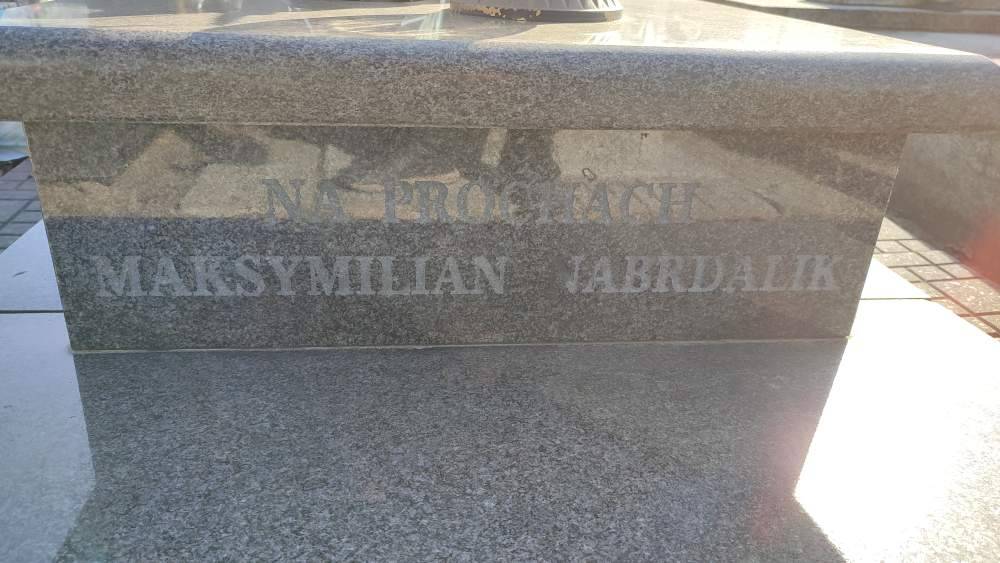 NA PROCHACH
MAKSYMILIAN JABRDALIK